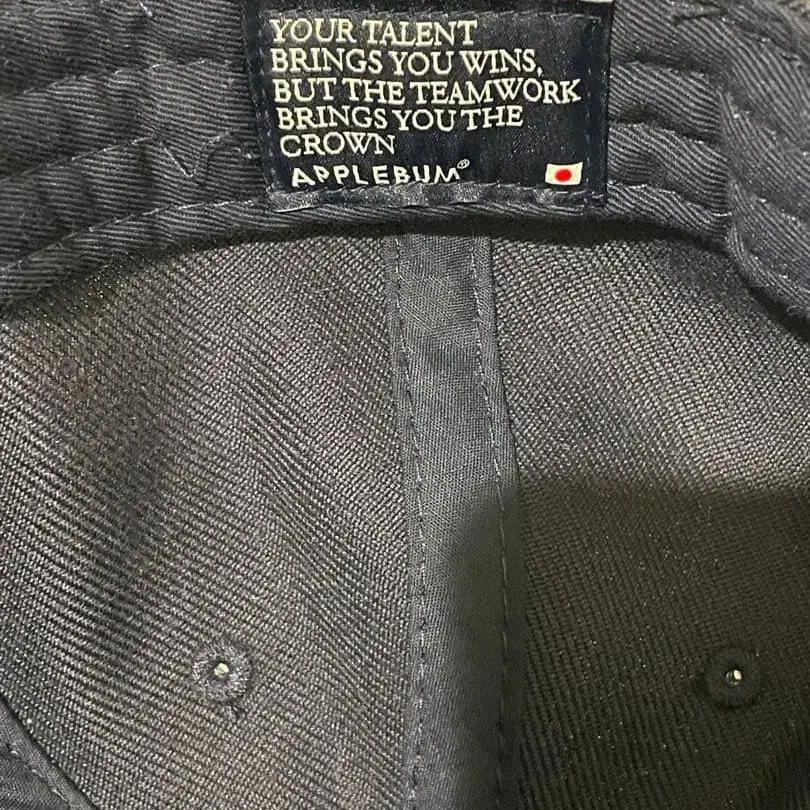 YOUR TALENT
BRINGS YOU WINS,
BUT THE TEAMWORK
BRINGS YOU THE
CROWN
APPLEBUM®